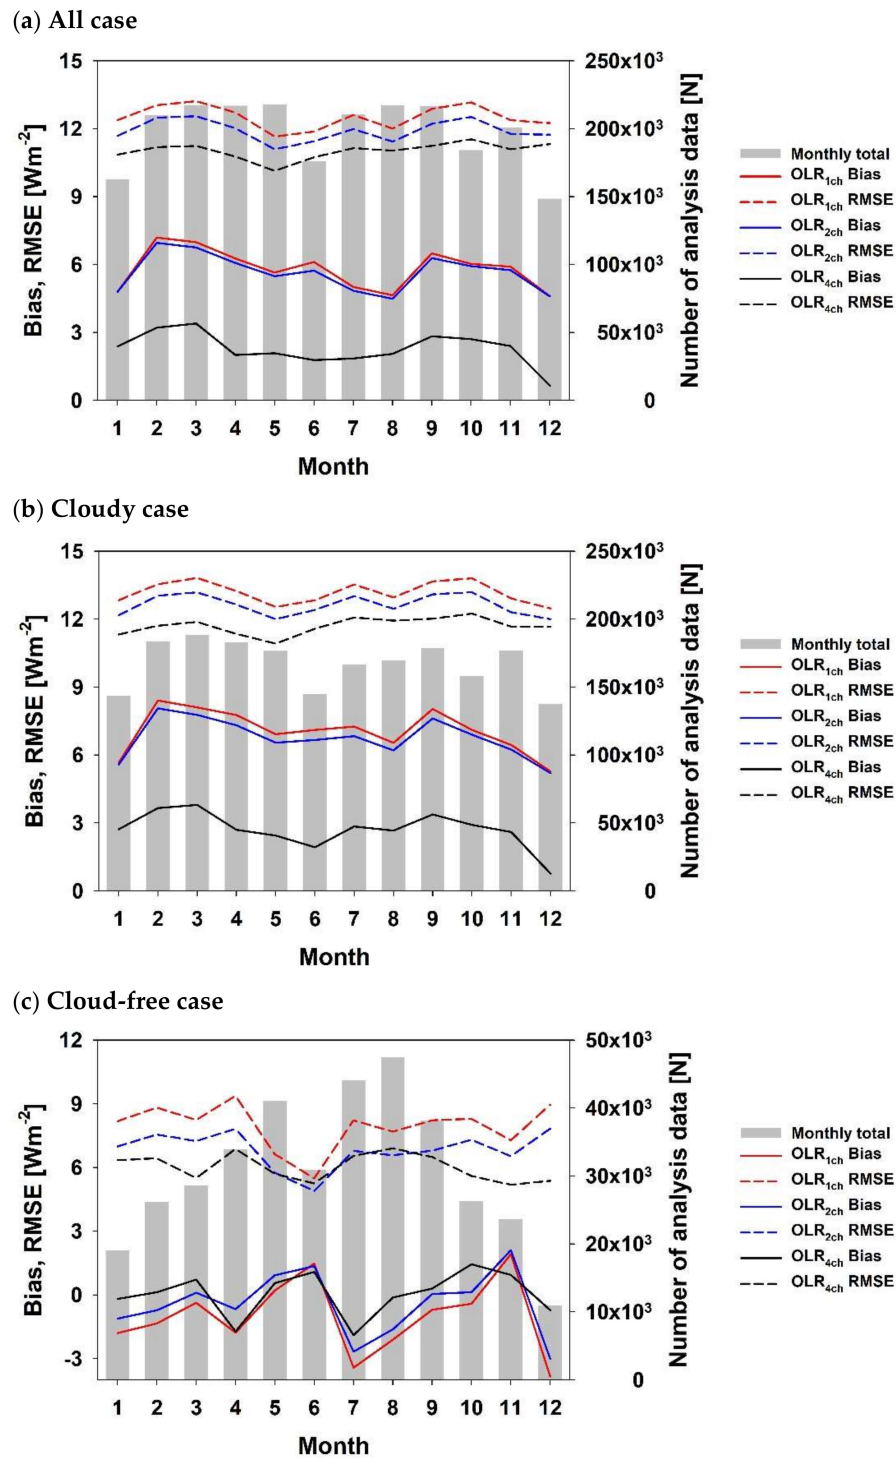 (a) All case
15
12
9
6
3
0
Bias, RMSE [Wm-2]
250x10³
200x10³
150x10³
100x10³
50x10³
0
Number of analysis data [N]
1 2 3 4 5 6 7 8 9 10 11 12
Month
Monthly total
OLR1ch Bias
OLR1ch RMSE
OLR2ch Bias
OLR2ch RMSE
OLR4ch Bias
OLR4ch RMSE
(b) Cloudy case
15
12
9
6
3
0
Bias, RMSE [Wm-2]
250x10³
200x10³
150x10³
100x10³
50x10³
0
Number of analysis data [N]
1 2 3 4 5 6 7 8 9 10 11 12
Month
Monthly total
OLR1ch Bias
OLR1ch RMSE
OLR2ch Bias
OLR2ch RMSE
OLR4ch Bias
OLR4ch RMSE
(c) Cloud-free case
12
9
6
3
0
-3
Bias, RMSE [Wm-2]
50x10³
40x10³
30x10³
20x10³
10x10³
0
Number of analysis data [N]
1 2 3 4 5 6 7 8 9 10 11 12
Month
Monthly total
OLR1ch Bias
OLR1ch RMSE
OLR2ch Bias
OLR2ch RMSE
OLR4ch Bias
OLR4ch RMSE